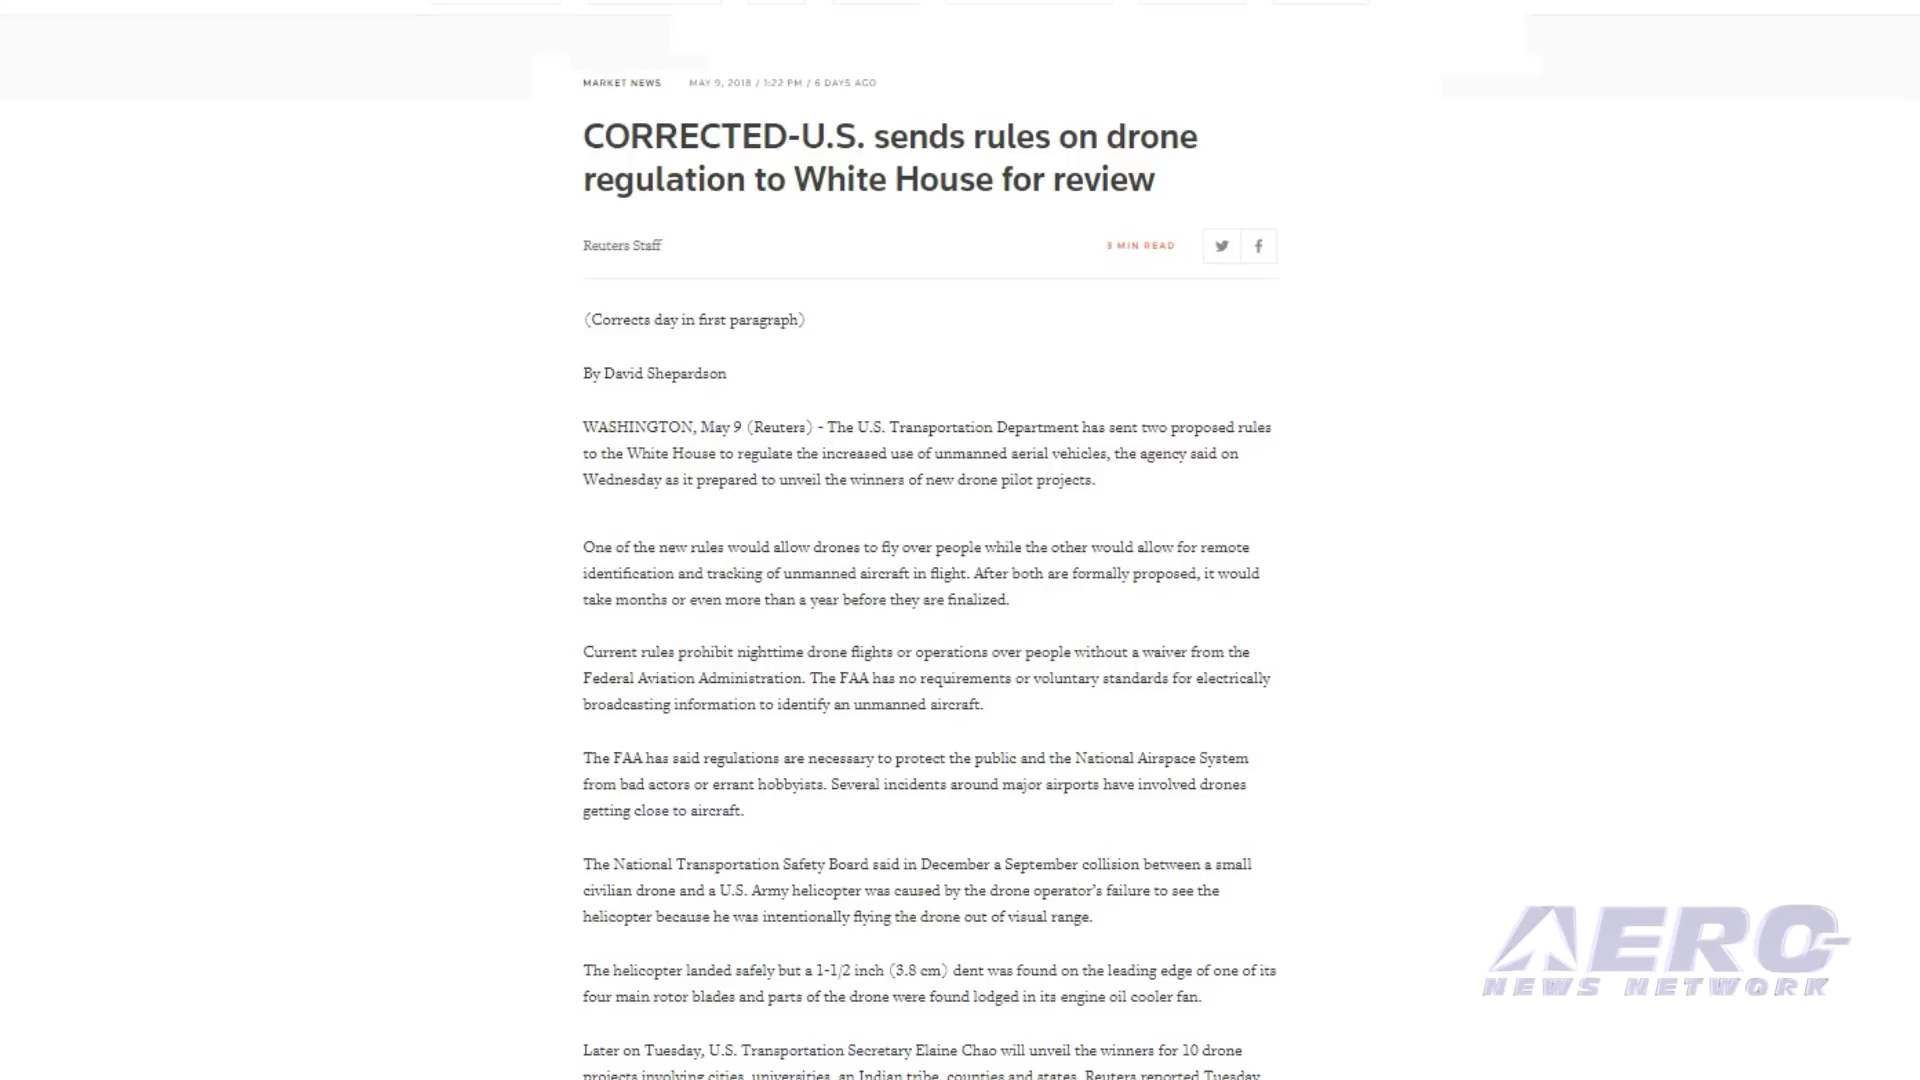 MARKET NEWS MAY 9, 2018 / 1:22 PM / 6 DAYS AGO
CORRECTED-U.S. sends rules on drone
regulation to White House for review
Reuters Staff
3 MIN READ
(Corrects day in first paragraph)
By David Shepardson
WASHINGTON, May 9 (Reuters) - The U.S. Transportation Department has sent two proposed rules
to the White House to regulate the increased use of unmanned aerial vehicles, the agency said on
Wednesday as it prepared to unveil the winners of new drone pilot projects.
One of the new rules would allow drones to fly over people while the other would allow for remote
identification and tracking of unmanned aircraft in flight. After both are formally proposed, it would
take months or even more than a year before they are finalized.
Current rules prohibit nighttime drone flights or operations over people without a waiver from the
Federal Aviation Administration. The FAA has no requirements or voluntary standards for electrically
broadcasting information to identify an unmanned aircraft.
The FAA has said regulations are necessary to protect the public and the National Airspace System
from bad actors or errant hobbyists. Several incidents around major airports have involved drones
getting close to aircraft.
The National Transportation Safety Board said in December a September collision between a small
civilian drone and a U.S. Army helicopter was caused by the drone operator's failure to see the
helicopter because he was intentionally flying the drone out of visual range.
The helicopter landed safely but a 1-1/2 inch (3.8 cm) dent was found on the leading edge of one of its
four main rotor blades and parts of the drone were found lodged in its engine oil cooler fan.
Later on Tuesday, U.S. Transportation Secretary Elaine Chao will unveil the winners for 10 drone
projects involving cities, universities, an Indian tribe, counties and states. Reuters reported Tuesday
AERO
NEWS NETWORK